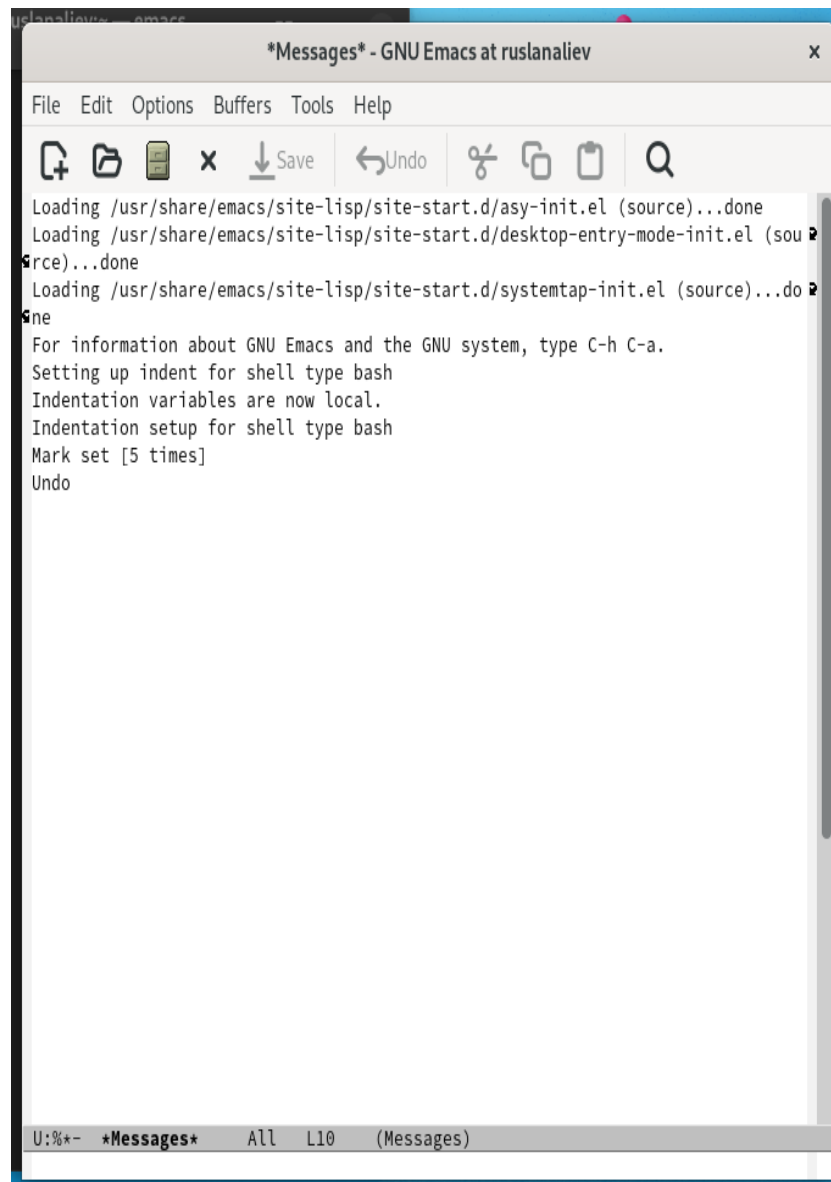 ruslanaliev:~ — emacs
*Messages* - GNU Emacs at ruslanaliev
File Edit Options Buffers Tools Help
Save Undo
Loading /usr/share/emacs/site-lisp/site-start.d/asy-init.el (source)...done
Loading /usr/share/emacs/site-lisp/site-start.d/desktop-entry-mode-init.el (sou
rce)...done
Loading /usr/share/emacs/site-lisp/site-start.d/systemtap-init.el (source)...do
ne
For information about GNU Emacs and the GNU system, type C-h C-a.
Setting up indent for shell type bash
Indentation variables are now local.
Indentation setup for shell type bash
Mark set [5 times]
Undo
U:%*- *Messages* All L10 (Messages)